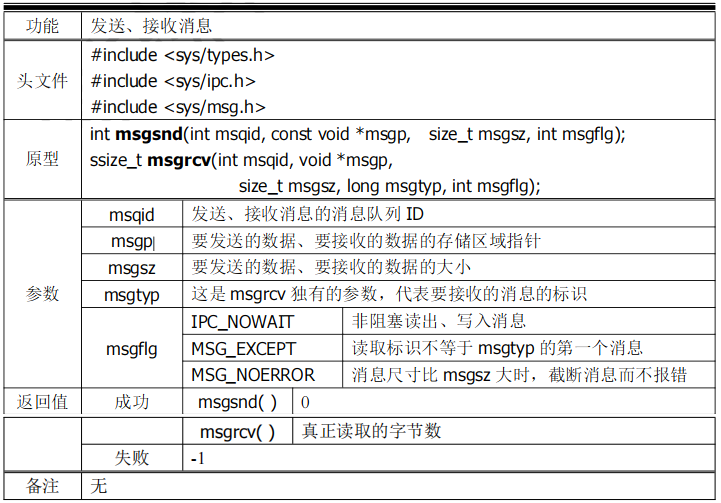 功能 发送、接收消息
头文件 #include <sys/types.h>
#include <sys/ipc.h>
#include <sys/msg.h>
原型 int msgsnd(int msqid, const void *msgp, size_t msgsz, int msgflg);
ssize_t msgrcv(int msqid, void *msgp,
size_t msgsz, long msgtyp, int msgflg);
参数 msqid 发送、接收消息的消息队列 ID
msgp 要发送的数据、要接收的数据的存储区域指针
msgsz 要发送的数据、要接收的数据的大小
msgtyp 这是 msgrcv 独有的参数，代表要接收的消息的标识
msgflg IPC_NOWAIT 非阻塞读出、写入消息
MSG_EXCEPT 读取标识不等于 msgtyp 的第一个消息
MSG_NOERROR 消息尺寸比 msgsz 大时，截断消息而不报错
返回值 成功 msgsnd( ) 0
msgrcv( ) 真正读取的字节数
失败 -1
备注 无